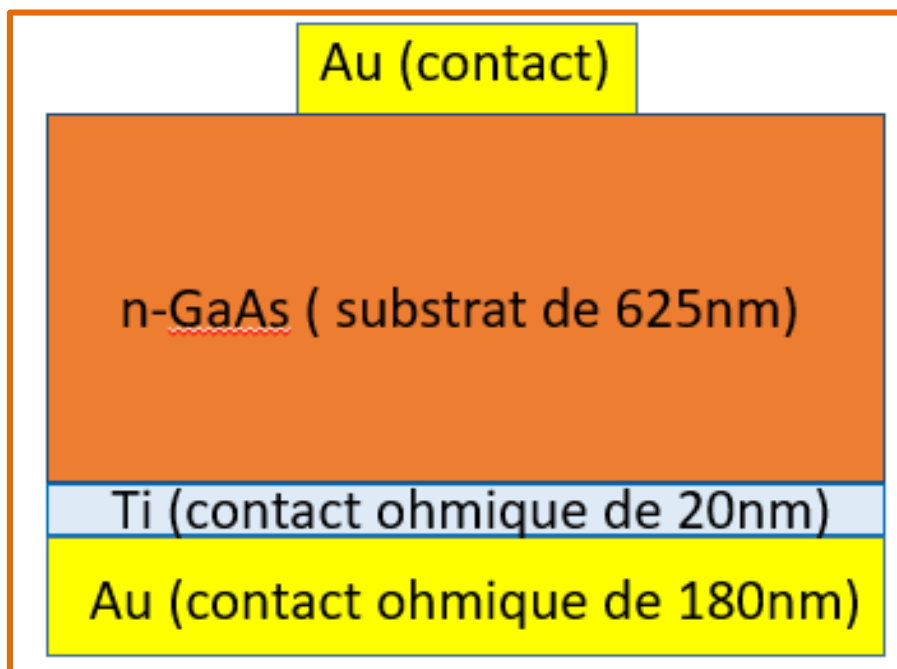 Au (contact)
n-GaAs ( substrat de 625nm)
Ti (contact ohmique de 20nm)
Au (contact ohmique de 180nm)